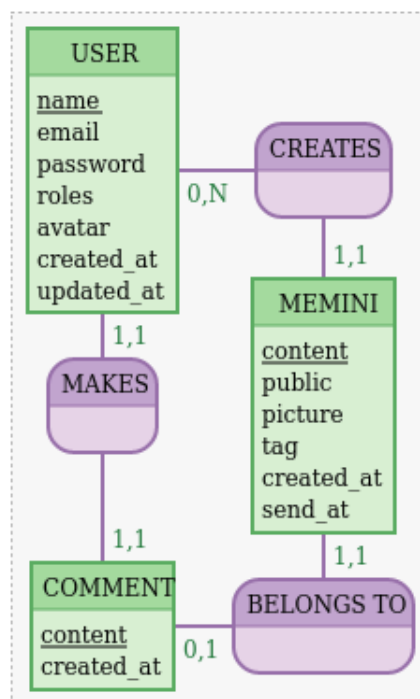 USER
name
email
password
roles
avatar
created_at
updated_at
0,N
CREATES
1,1
1,1
MEMINI
content
public
picture
tag
created_at
send_at
MAKES
1,1
1,1
COMMENT
content
created_at
0,1
BELONGS TO